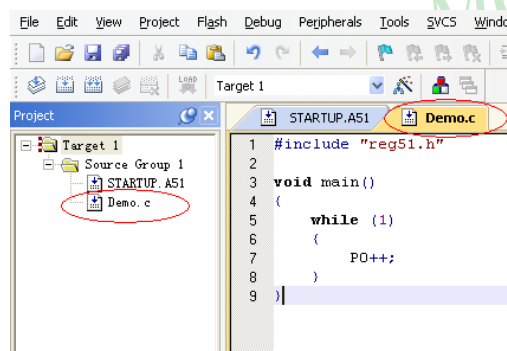 File Edit View Project Flash Debug Peripherals Tools SVCS
LOAD Target 1
Project
STARTUP.A51 Demo.c
Target 1
Source Group 1
STARTUP.A51
Demo.c
1 #include "reg51.h"
2
3 void main()
4 {
5 while (1)
6 {
7 P0++;
8 }
9 }